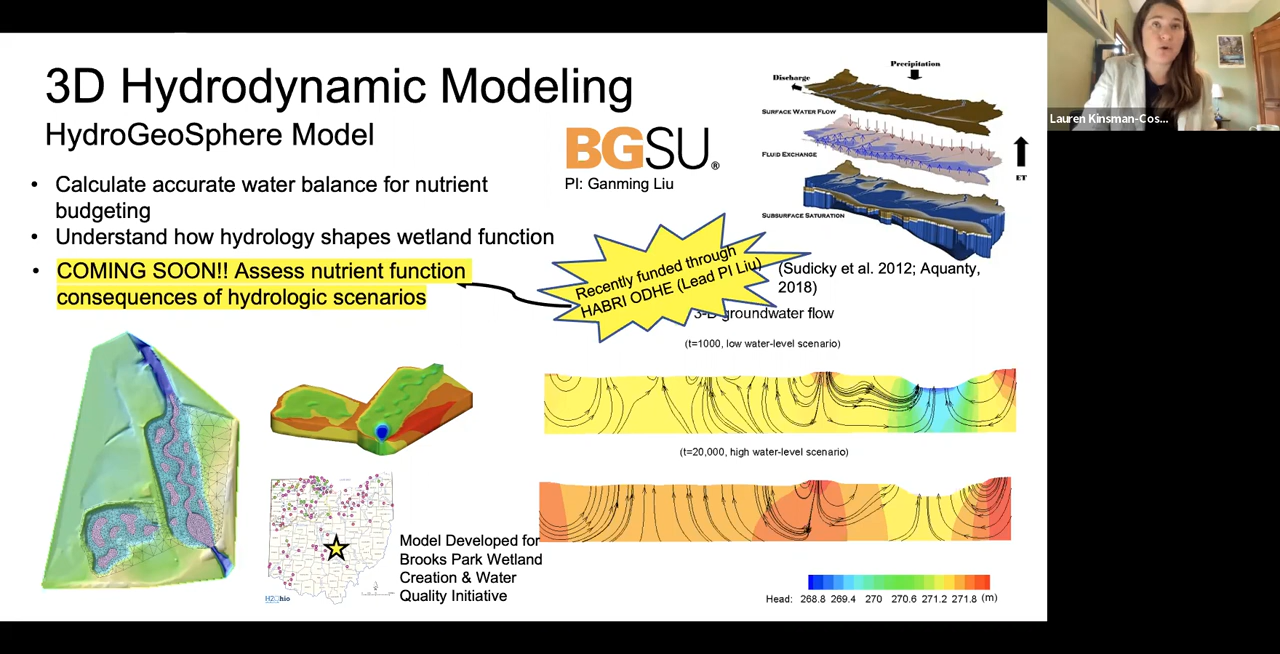 3D Hydrodynamic Modeling
HydroGeoSphere Model
• Calculate accurate water balance for nutrient
budgeting
• Understand how hydrology shapes wetland function
• COMING SOON!! Assess nutrient function
consequences of hydrologic scenarios
BGSU®
PI: Ganming Liu
Precipitation
Discharge
SURFACE WATER FLOW
FLUID EXCHANGE
ET
SUBSURFACE SATURATION
Recently funded through
HABRI ODHE (Lead PI Liu)
(Sudicky et al. 2012; Aquanty,
2018)
3-D groundwater flow
(t=1000, low water-level scenario)
(t=20,000, high water-level scenario)
Model Developed for
Brooks Park Wetland
Creation & Water
Quality Initiative
H2Ohio
Head: 268.8 269.4 270 270.6 271.2 271.8 (m)
Lauren Kinsman-Cos...